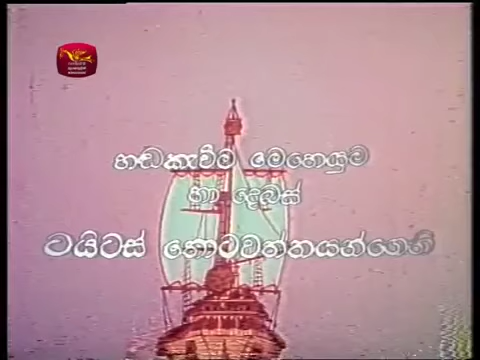 හඬකැවීම මෙහෙයුම
හා දෙබස්
ටයිටස් තොටවත්තයන්ගෙනි